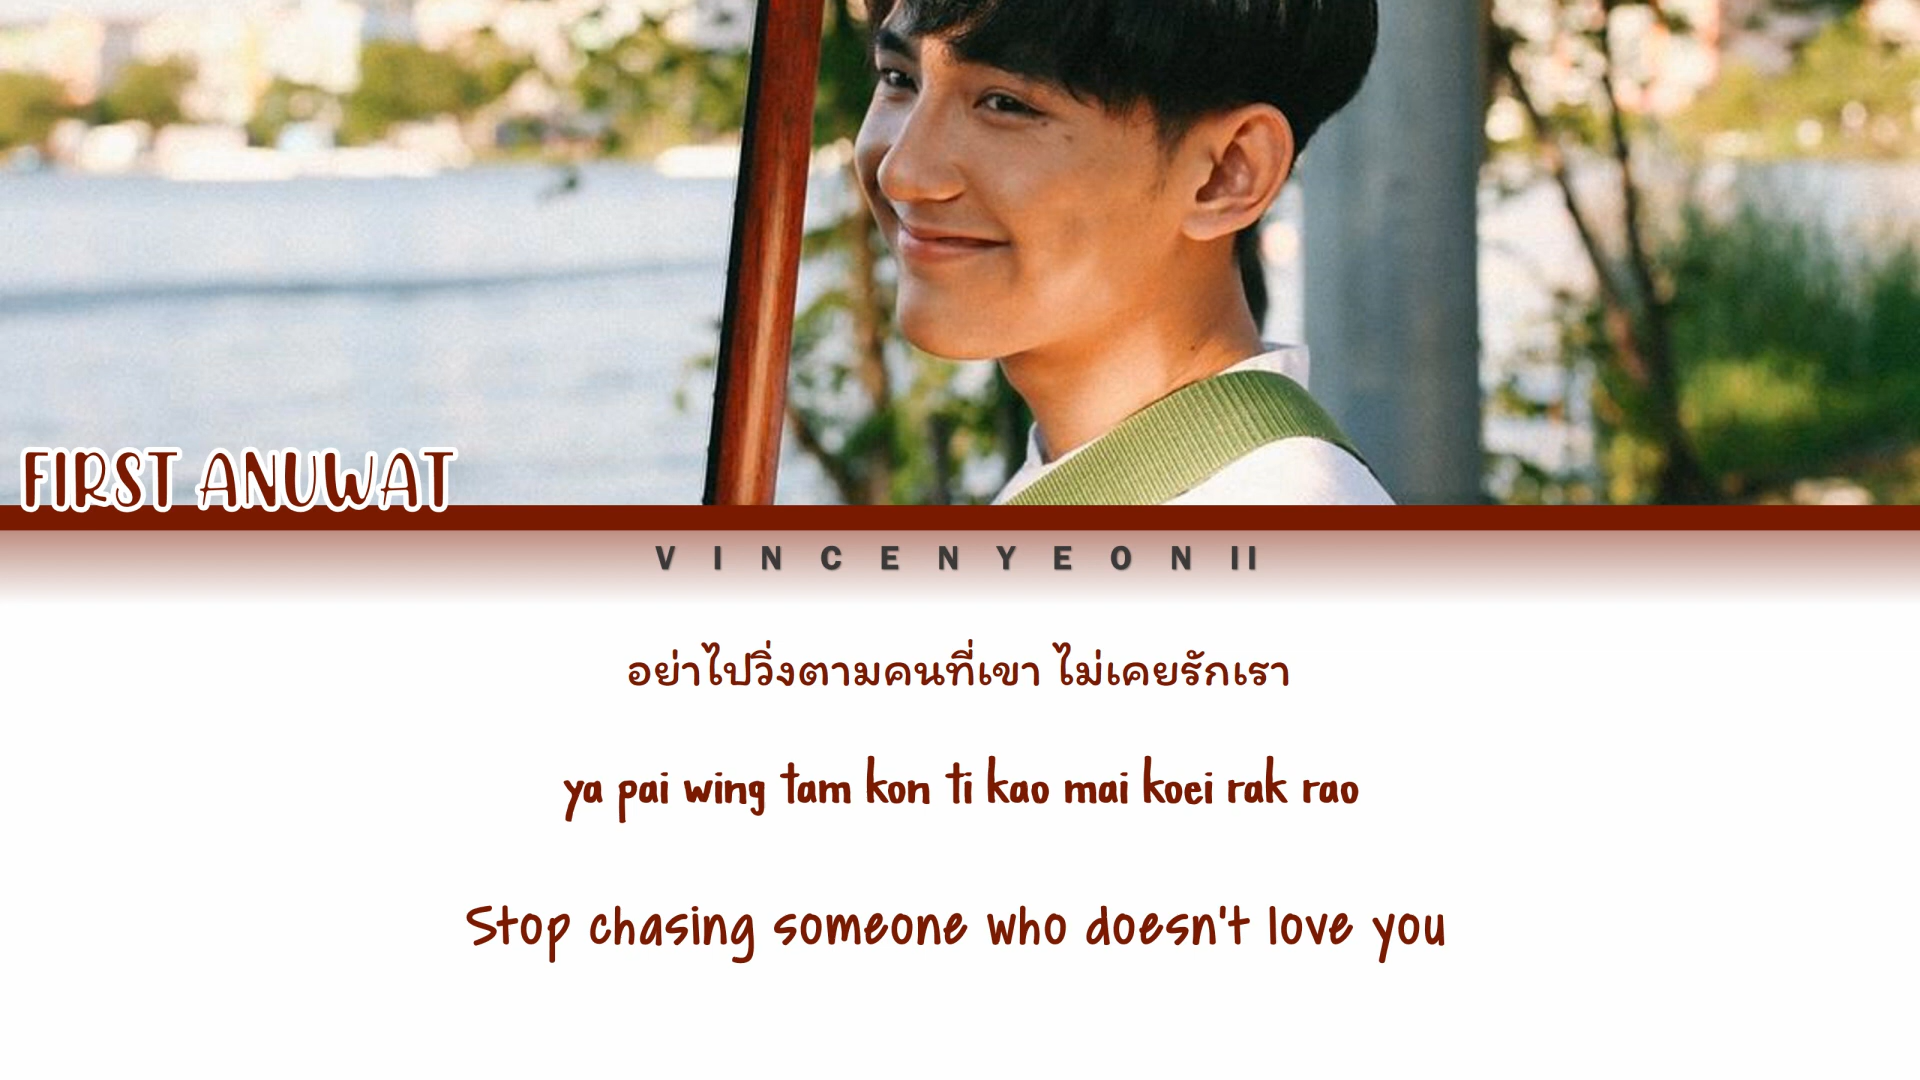 FIRST ANUWAT
VINCENYEON II
อย่าไปวิ่งตามคนที่เขา ไม่เคยรักเรา
ya pai wing tam kon ti kao mai koei rak rao
Stop chasing someone who doesn't love you